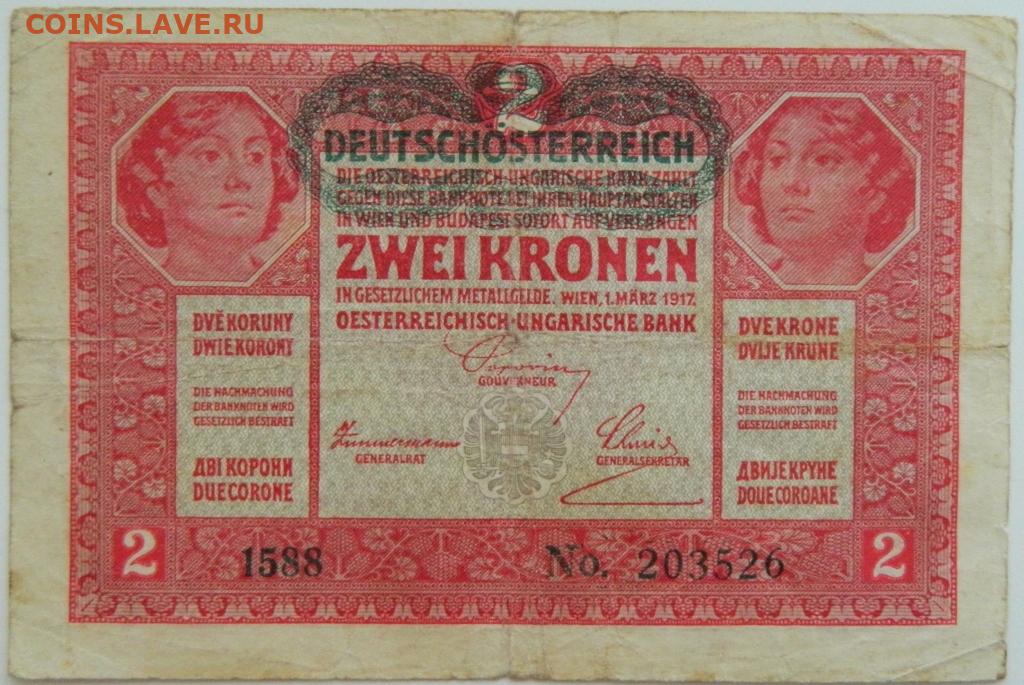 COINS.LAVE.RU
2
DEUTSCHÖSTERREICH
DIE OESTERREICHISCH-UNGARISCHE BANK ZAHLT
GEGEN DIESE BANKNOTE BEI IHREN HAUPTANSTALTEN
IN WIEN UND BUDAPEST SOFORT AUF VERLANGEN
ZWEI KRONEN
IN GESETZLICHEM METALLGELDE. WIEN, 1. MÄRZ 1917.
OESTERREICHISCH-UNGARISCHE BANK
GOUVERNEUR
Zimmermann
GENERALRAT
GENERALSEKRETÄR
DVĚ KORUNY
DWIE KORONY
DIE NACHMACHUNG
DER BANKNOTEN WIRD
GESETZLICH BESTRAFT
ДВІ КОРОНИ
DUE CORONE
DVE KRONE
DVIJE KRUNE
DIE NACHMACHUNG
DER BANKNOTEN WIRD
GESETZLICH BESTRAFT
ДВИЈЕ КРУНЕ
DOUE COROANE
2 1588 No. 203526 2